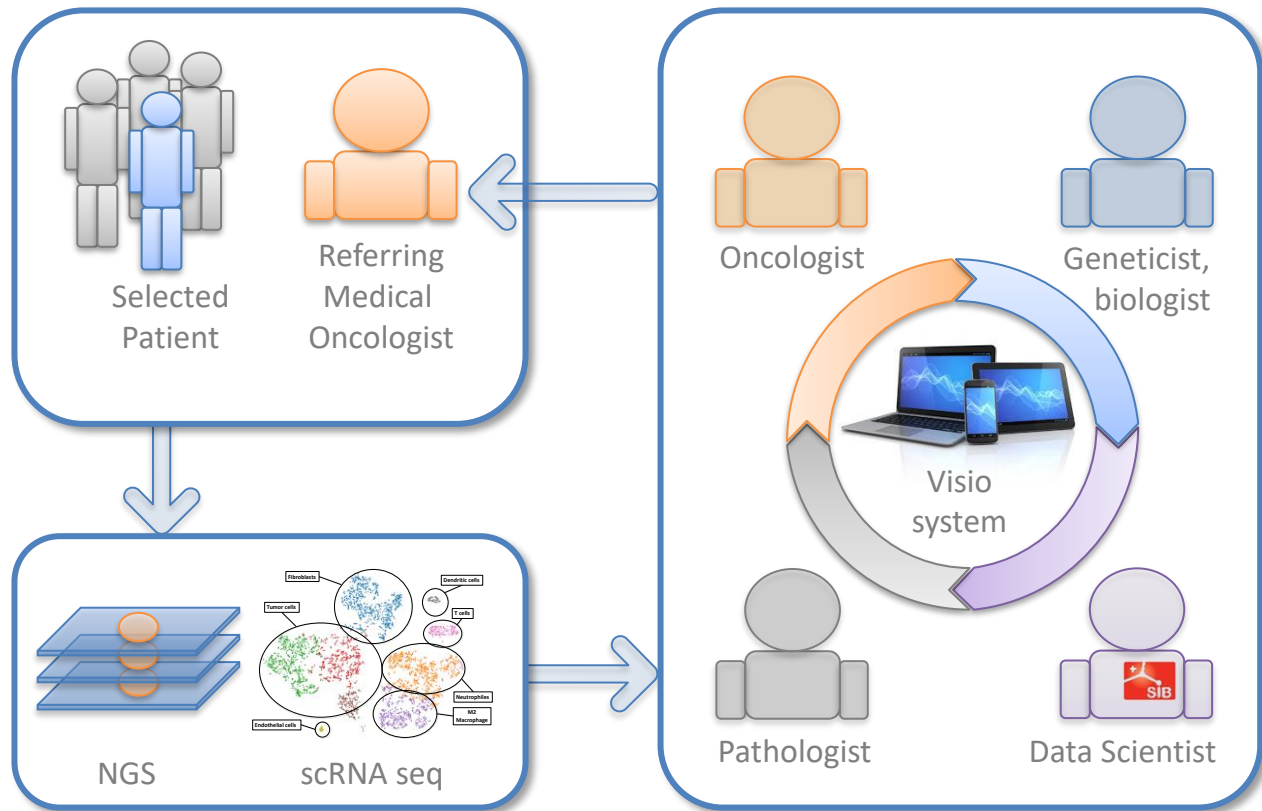 Selected
Patient
Referring
Medical
Oncologist
Oncologist
Geneticist,
biologist
Visio
system
Pathologist
Data Scientist
SIB
Fibroblasts
Dendritic cells
Tumor cells
T cells
Neutrophiles
M2
Macrophage
Endothelial cells
NGS
scRNA seq